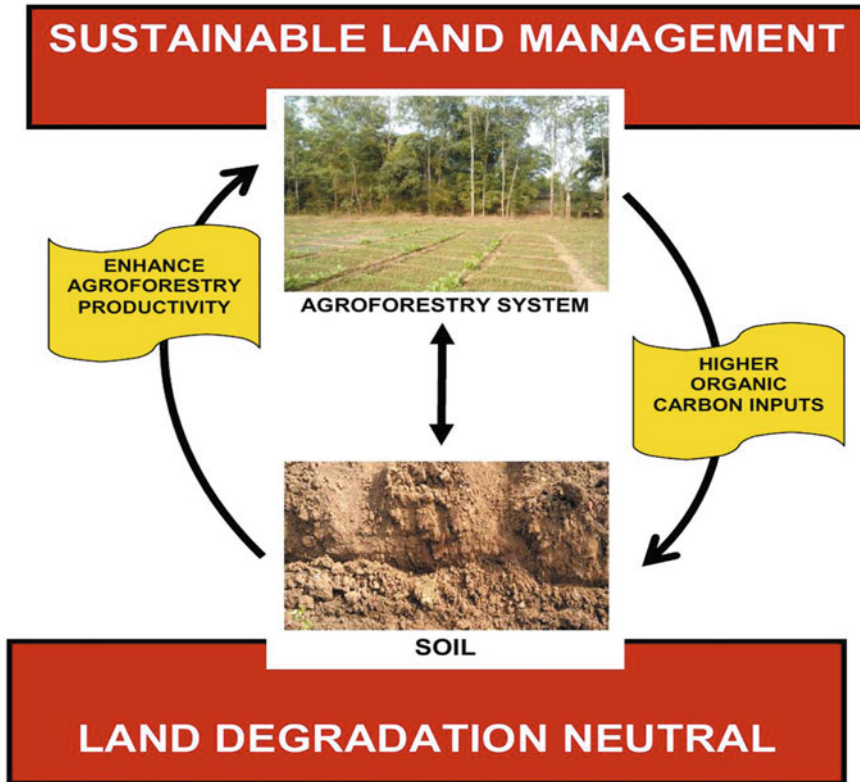 SUSTAINABLE LAND MANAGEMENT
ENHANCE
AGROFORESTRY
PRODUCTIVITY
AGROFORESTRY SYSTEM
HIGHER
ORGANIC
CARBON INPUTS
SOIL
LAND DEGRADATION NEUTRAL